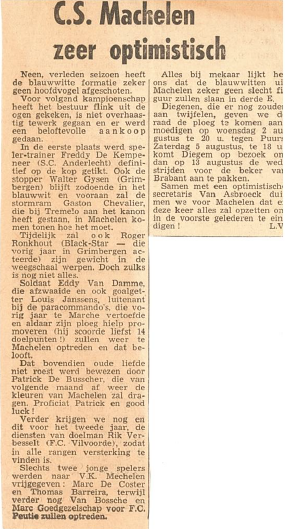 C.S. Machelen
zeer optimistisch
Neen, verleden seizoen heeft
de blauwwitte formatie zeker
geen hoofdvogel afgeschoten.
Voor volgend kampioenschap
heeft het bestuur flink uit de
ogen gekeken, is niet overhaas-
tig tewerk gegaan en er werd
een beloftevolle aankoop
gedaan.
In de eerste plaats werd spe-
ler-trainer Freddy De Kempe-
neer (S.C. Anderlecht) defini-
tief op de kop getikt. Ook de
stopper Walter Gysen (Grim-
bergen) blijft zodoende in het
blauwwit en vooraan zal de
stormram Gaston Chevalier,
die bij Tremelo aan het kanon
heeft gestaan, in Machelen ko-
men tonen hoe het moet.
Tijdelijk zal ook Roger
Ronkhout (Black-Star — die
vorig jaar in Grimbergen ac-
teerde) zijn gewicht in de
weegschaal werpen. Doch zulks
is nog niet alles.
Soldaat Eddy Van Damme,
die afzwaaide en ook goalget-
ter Louis Janssens, luitenant
bij de paracommando's, die vo-
rig jaar te Marche vertoefde
en aldaar zijn ploeg hielp pro-
moveren (hij scoorde liefst 14
doelpunten!) zullen weer te
Machelen optreden en dat be-
looft.
Dat bovendien oude liefde
niet roest werd bewezen door
Patrick De Busscher, die van
volgende maand af weer de
kleuren van Machelen zal dra-
gen. Proficiat Patrick en good
luck!
Verder krijgen we nog en
dit voor het tweede jaar, de
diensten van doelman Rik Ver-
besselt (F.C. Vilvoorde), zodat
in alle rangen versterking te
vinden is.
Slechts twee jonge spelers
werden aan V.K. Mechelen
vrijgegeven: Marc De Coster
en Thomas Barreira, terwijl
verder nog Van Bossche en
Marc Goedgezelschap voor F.C.
Peutie zullen optreden.
Alles bij mekaar lijkt het
ons dat de blauwwitten uit
Machelen zeker geen slecht fi-
guur zullen slaan in derde E.
Diegenen, die er nog zouden
aan twijfelen, geven we de
raad de ploeg te komen aan-
moedigen op woensdag 2 au-
gustus te 20 u. tegen Puurs.
Zaterdag 5 augustus, te 18 u.
komt Diegem op bezoek en
dan op 13 augustus de wed-
strijden voor de beker van
Brabant aan te pakken.
Samen met een optimistische
secretaris Van Asbroeck dui-
men we voor Machelen dat er
deze keer alles zal opzetten om
in de voorste gelederen te ein-
digen! L.V.